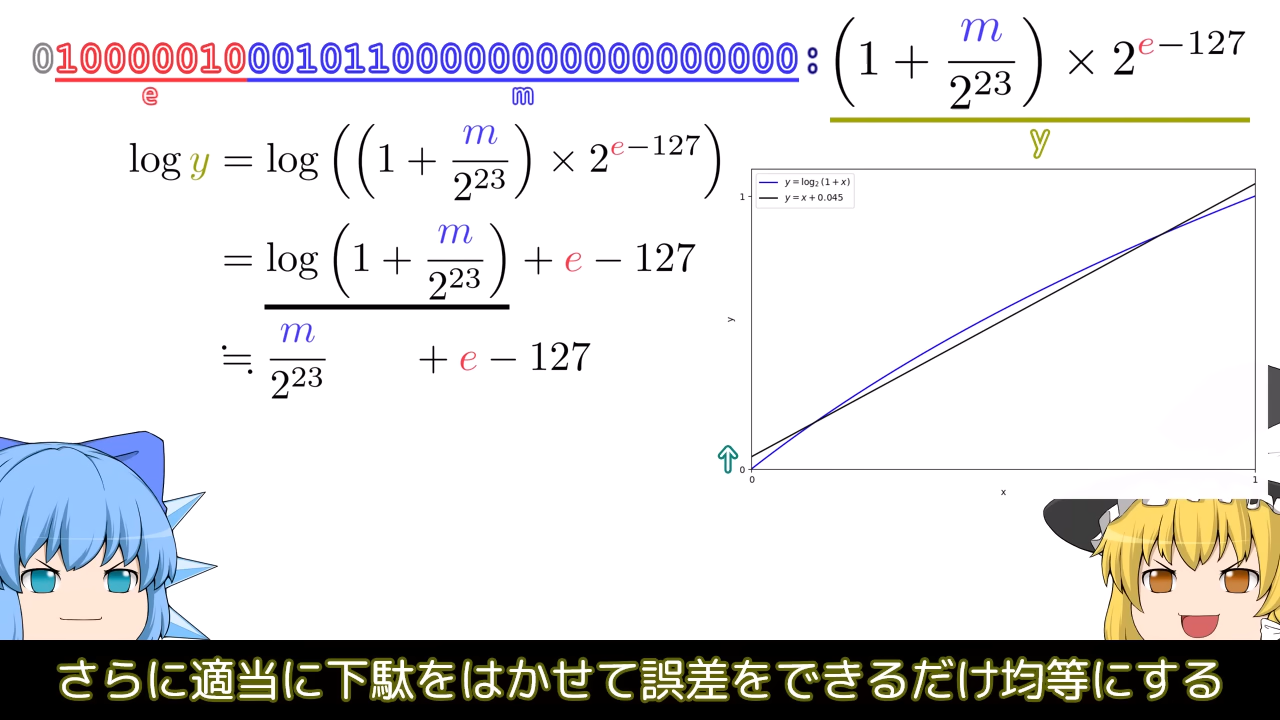 01000001000101100000000000000000 : (1 + m/2^23) × 2^{e−127}
e m y
log y = log ((1 + m/2^23) × 2^{e−127})
= log (1 + m/2^23) + e − 127
≒ m/2^23 + e − 127
y = log₂ (1 + x)
y = x + 0.045
1
y
↑
0
0 1
x
さらに適当に下駄をはかせて誤差をできるだけ均等にする